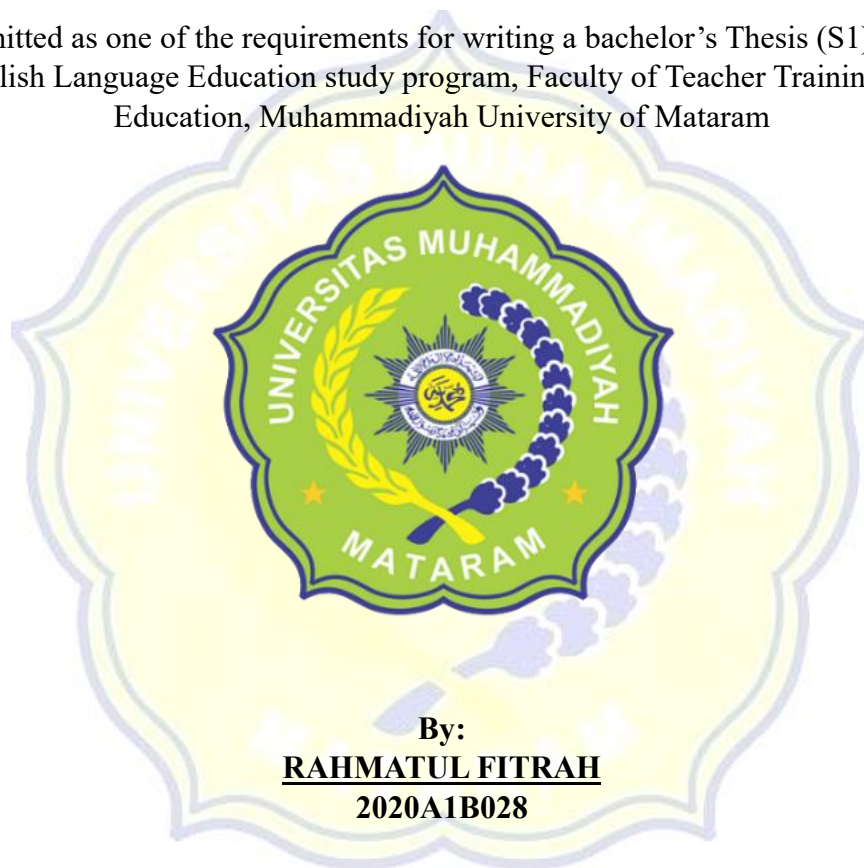 mitted as one of the requirements for writing a bachelor’s Thesis (S1)
lish Language Education study program, Faculty of Teacher Trainin
Education, Muhammadiyah University of Mataram
UNIVERSITAS MUHAMMADIYAH
MATARAM
By:
RAHMATUL FITRAH
2020A1B028